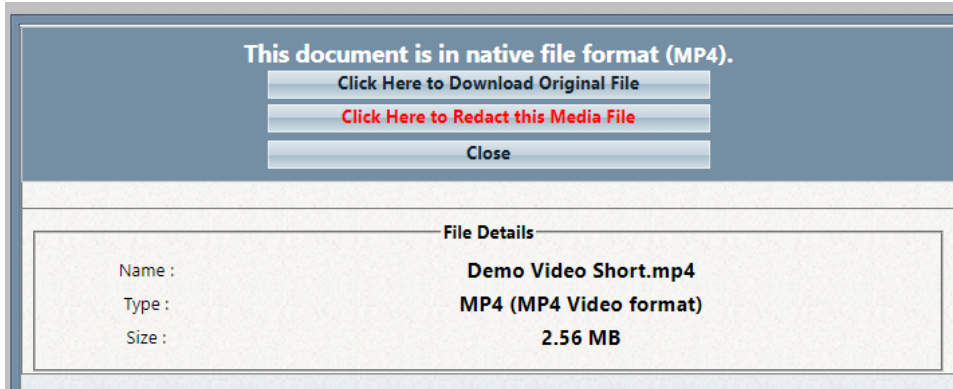 This document is in native file format (MP4).
Click Here to Download Original File
Click Here to Redact this Media File
Close
File Details
Name : Demo Video Short.mp4
Type : MP4 (MP4 Video format)
Size : 2.56 MB